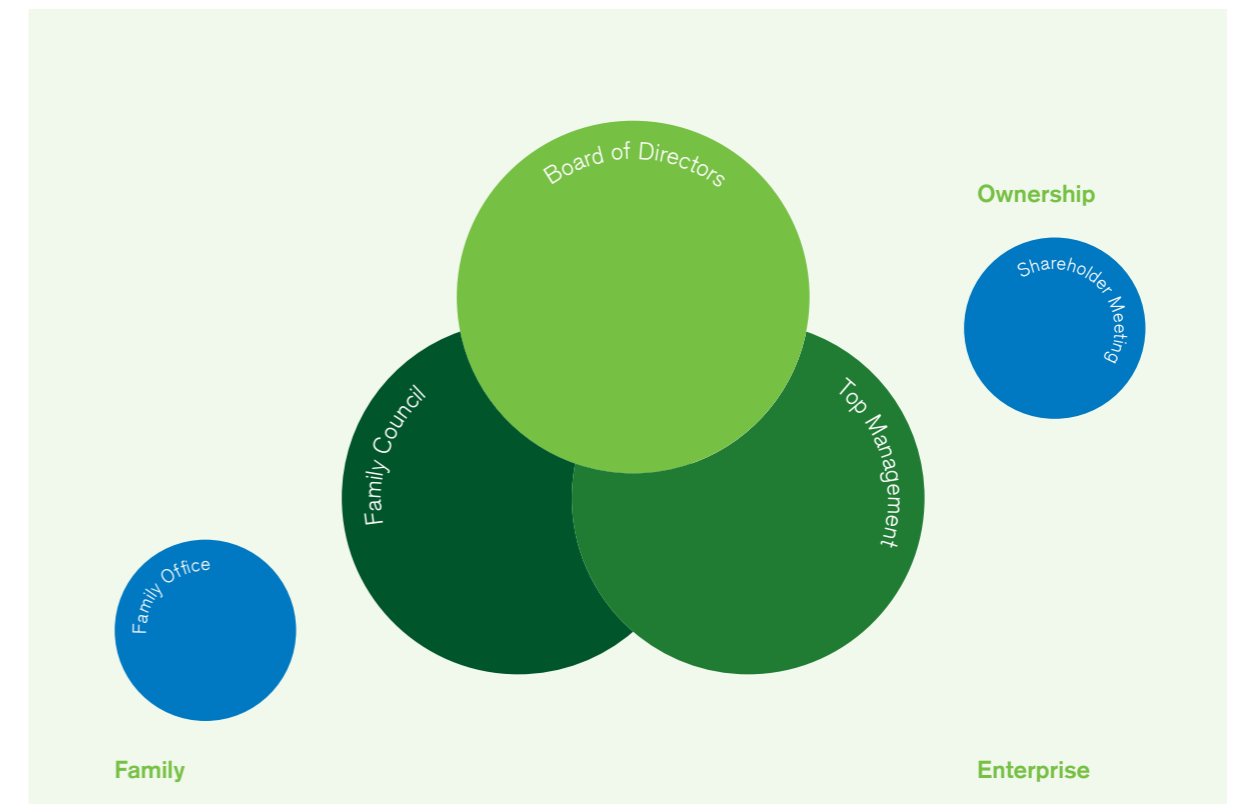 Board of Directors
Ownership
Shareholder Meeting
Family Council
Top Management
Family Office
Family
Enterprise